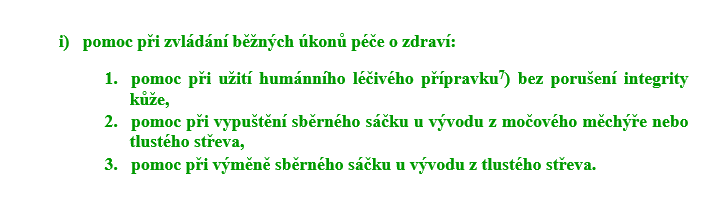 i) pomoc při zvládání běžných úkonů péče o zdraví:
1. pomoc při užití humánního léčivého přípravku⁷) bez porušení integrity
kůže,
2. pomoc při vypuštění sběrného sáčku u vývodu z močového měchýře nebo
tlustého střeva,
3. pomoc při výměně sběrného sáčku u vývodu z tlustého střeva.